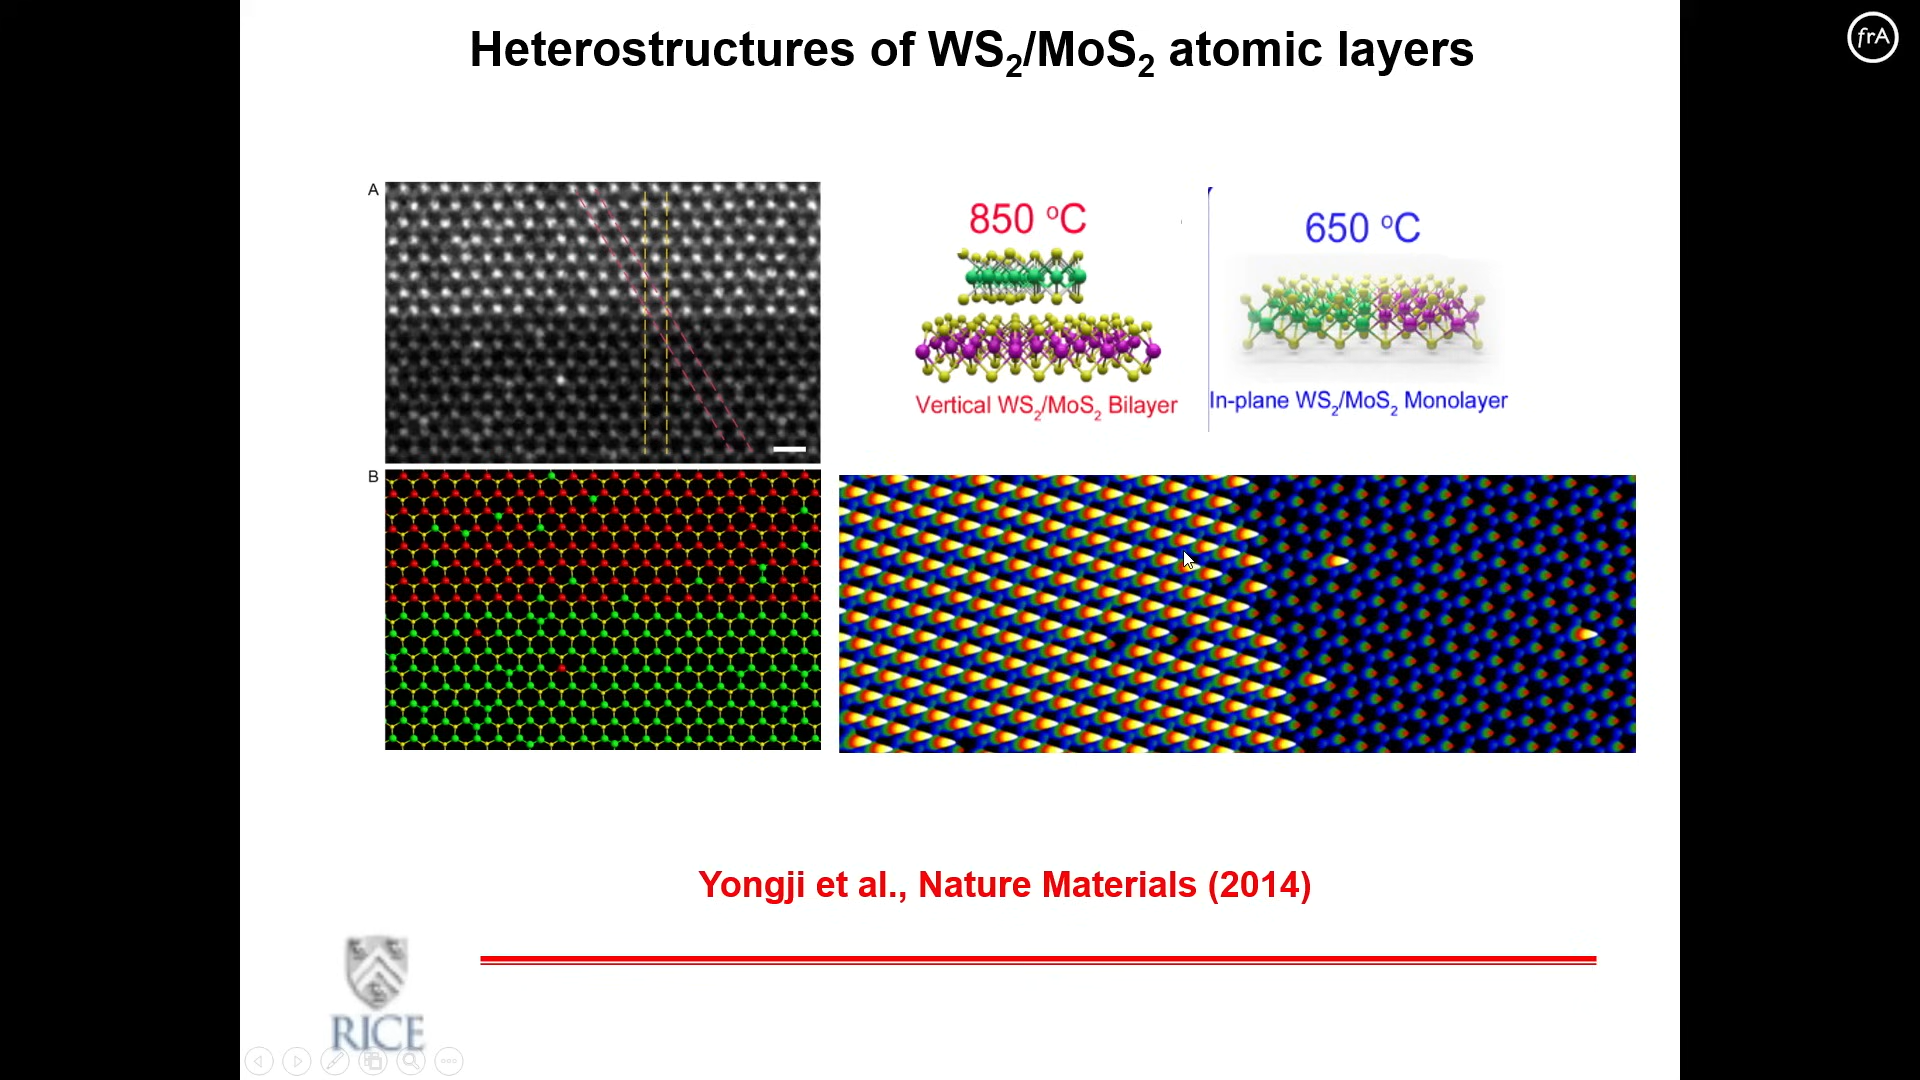 frA
Heterostructures of WS₂/MoS₂ atomic layers
A
850 °C
650 °C
Vertical WS₂/MoS₂ Bilayer
In-plane WS₂/MoS₂ Monolayer
B
Yongji et al., Nature Materials (2014)
RICE